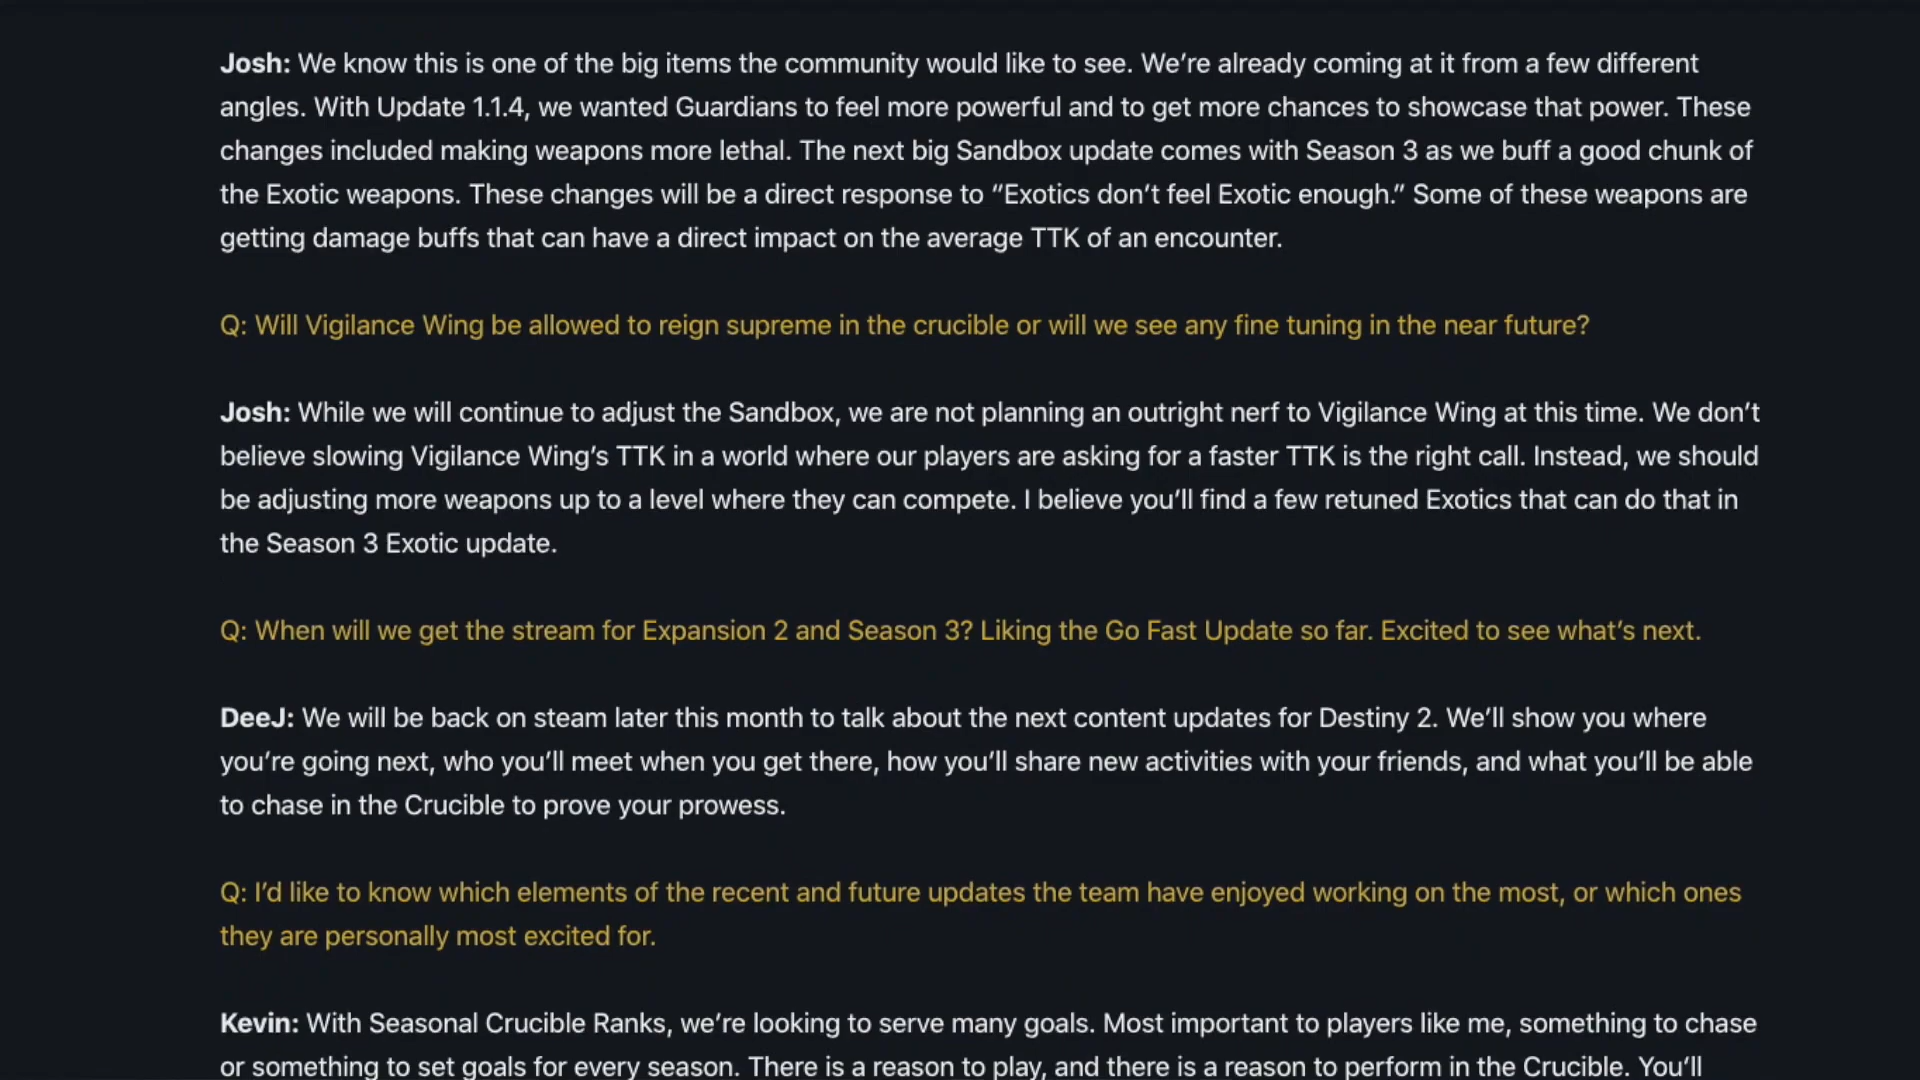 Josh: We know this is one of the big items the community would like to see. We’re already coming at it from a few different
angles. With Update 1.1.4, we wanted Guardians to feel more powerful and to get more chances to showcase that power. These
changes included making weapons more lethal. The next big Sandbox update comes with Season 3 as we buff a good chunk of
the Exotic weapons. These changes will be a direct response to “Exotics don’t feel Exotic enough.” Some of these weapons are
getting damage buffs that can have a direct impact on the average TTK of an encounter.
Q: Will Vigilance Wing be allowed to reign supreme in the crucible or will we see any fine tuning in the near future?
Josh: While we will continue to adjust the Sandbox, we are not planning an outright nerf to Vigilance Wing at this time. We don’t
believe slowing Vigilance Wing’s TTK in a world where our players are asking for a faster TTK is the right call. Instead, we should
be adjusting more weapons up to a level where they can compete. I believe you’ll find a few retuned Exotics that can do that in
the Season 3 Exotic update.
Q: When will we get the stream for Expansion 2 and Season 3? Liking the Go Fast Update so far. Excited to see what’s next.
DeeJ: We will be back on steam later this month to talk about the next content updates for Destiny 2. We’ll show you where
you’re going next, who you’ll meet when you get there, how you’ll share new activities with your friends, and what you’ll be able
to chase in the Crucible to prove your prowess.
Q: I’d like to know which elements of the recent and future updates the team have enjoyed working on the most, or which ones
they are personally most excited for.
Kevin: With Seasonal Crucible Ranks, we’re looking to serve many goals. Most important to players like me, something to chase
or something to set goals for every season. There is a reason to play, and there is a reason to perform in the Crucible. You’ll